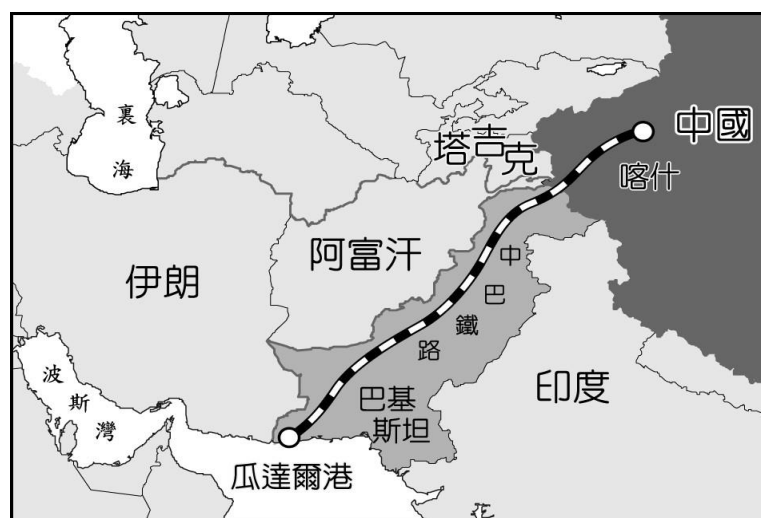 裏海
中國
塔吉克
喀什
阿富汗
伊朗
中巴鐵路
波斯灣
印度
巴基
斯坦
瓜達爾港